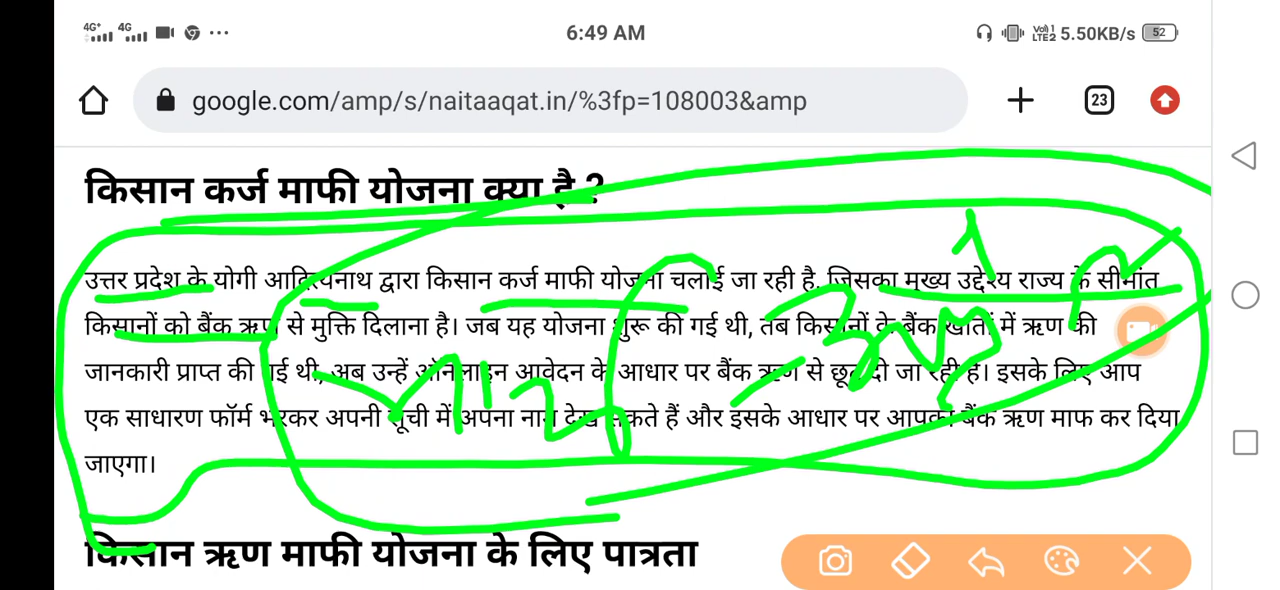 4G+ 4G ... 6:49 AM Vo) 1 LTE2 5.50KB/s 52
google.com/amp/s/naitaaqat.in/%3fp=108003&amp 23
किसान कर्ज माफी योजना क्या है ?
उत्तर प्रदेश के योगी आदित्यनाथ द्वारा किसान कर्ज माफी योजना चलाई जा रही है, जिसका मुख्य उद्देश्य राज्य के सीमांत
किसानों को बैंक ऋण से मुक्ति दिलाना है। जब यह योजना शुरू की गई थी, तब किसानों के बैंक खातों में ऋण की
जानकारी प्राप्त की गई थी, अब उन्हें ऑनलाइन आवेदन के आधार पर बैंक ऋण से छूट दी जा रही है। इसके लिए आप
एक साधारण फॉर्म भरकर अपनी सूची में अपना नाम देख सकते हैं और इसके आधार पर आपका बैंक ऋण माफ कर दिया
जाएगा।
किसान ऋण माफी योजना के लिए पात्रता